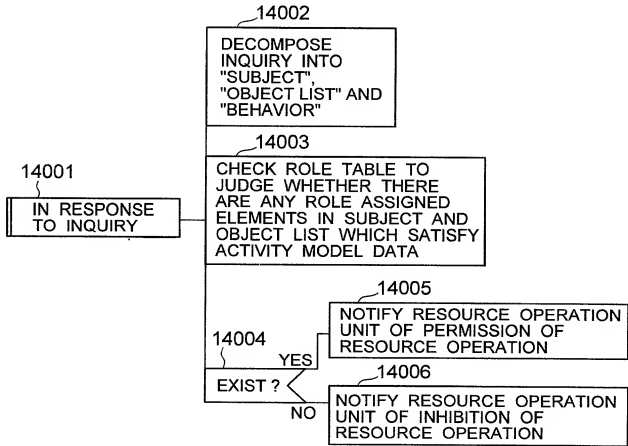 14002
DECOMPOSE
INQUIRY INTO
"SUBJECT",
"OBJECT LIST" AND
"BEHAVIOR"
14003
CHECK ROLE TABLE TO
JUDGE WHETHER THERE
ARE ANY ROLE ASSIGNED
ELEMENTS IN SUBJECT AND
OBJECT LIST WHICH SATISFY
ACTIVITY MODEL DATA
14001
IN RESPONSE
TO INQUIRY
14004
EXIST ?
YES
NO
14005
NOTIFY RESOURCE OPERATION
UNIT OF PERMISSION OF
RESOURCE OPERATION
14006
NOTIFY RESOURCE OPERATION
UNIT OF INHIBITION OF
RESOURCE OPERATION